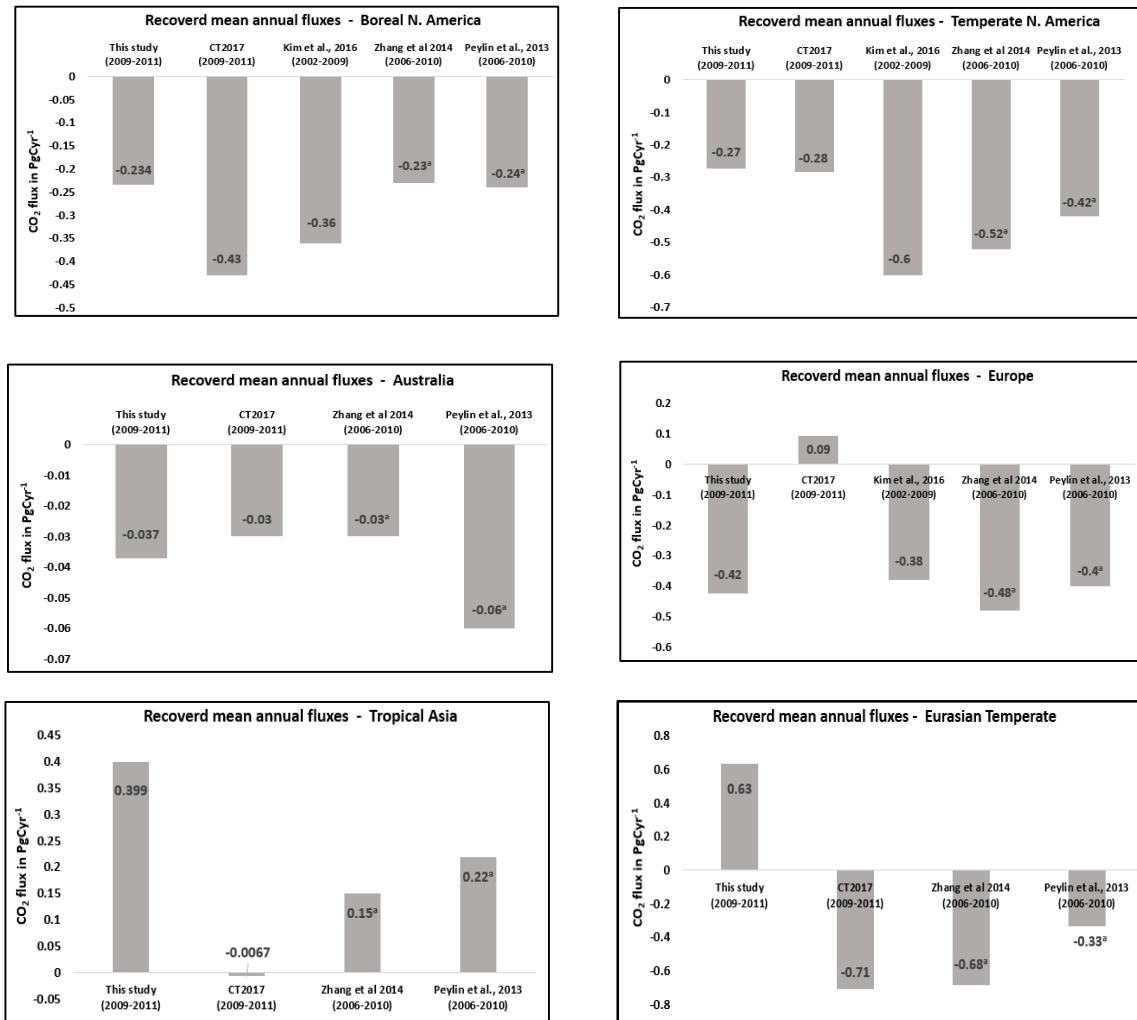 Recoverd mean annual fluxes - Boreal N. America
This study CT2017 Kim et al., 2016 Zhang et al 2014 Peylin et al., 2013
(2009-2011) (2009-2011) (2002-2009) (2006-2010) (2006-2010)
0
-0.05
-0.1
-0.15
-0.2
-0.25
-0.3
-0.35
-0.4
-0.45
-0.5
CO₂ flux in PgCyr⁻¹
-0.234
-0.43
-0.36
-0.23ᵃ
-0.24ᵃ
Recoverd mean annual fluxes - Temperate N. America
This study CT2017 Kim et al., 2016 Zhang et al 2014 Peylin et al., 2013
(2009-2011) (2009-2011) (2002-2009) (2006-2010) (2006-2010)
0
-0.1
-0.2
-0.3
-0.4
-0.5
-0.6
-0.7
CO₂ flux in PgCyr⁻¹
-0.27
-0.28
-0.6
-0.52ᵃ
-0.42ᵃ
Recoverd mean annual fluxes - Australia
This study CT2017 Zhang et al 2014 Peylin et al., 2013
(2009-2011) (2009-2011) (2006-2010) (2006-2010)
0
-0.01
-0.02
-0.03
-0.04
-0.05
-0.06
-0.07
CO₂ flux in PgCyr⁻¹
-0.037
-0.03
-0.03ᵃ
-0.06ᵃ
Recoverd mean annual fluxes - Europe
0.2
0.1
0
-0.1
-0.2
-0.3
-0.4
-0.5
-0.6
CO₂ flux in PgCyr⁻¹
This study CT2017 Kim et al., 2016 Zhang et al 2014 Peylin et al., 2013
(2009-2011) (2009-2011) (2002-2009) (2006-2010) (2006-2010)
-0.42
0.09
-0.38
-0.48ᵃ
-0.4ᵃ
Recoverd mean annual fluxes - Tropical Asia
0.45
0.4
0.35
0.3
0.25
0.2
0.15
0.1
0.05
0
-0.05
CO₂ flux in PgCyr⁻¹
0.399
-0.0067
0.15ᵃ
0.22ᵃ
This study CT2017 Zhang et al 2014 Peylin et al., 2013
(2009-2011) (2009-2011) (2006-2010) (2006-2010)
Recoverd mean annual fluxes - Eurasian Temperate
0.8
0.6
0.4
0.2
0
-0.2
-0.4
-0.6
-0.8
CO₂ flux in PgCyr⁻¹
0.63
This study CT2017 Zhang et al 2014 Peylin et al., 2013
(2009-2011) (2009-2011) (2006-2010) (2006-2010)
-0.71
-0.68ᵃ
-0.33ᵃ